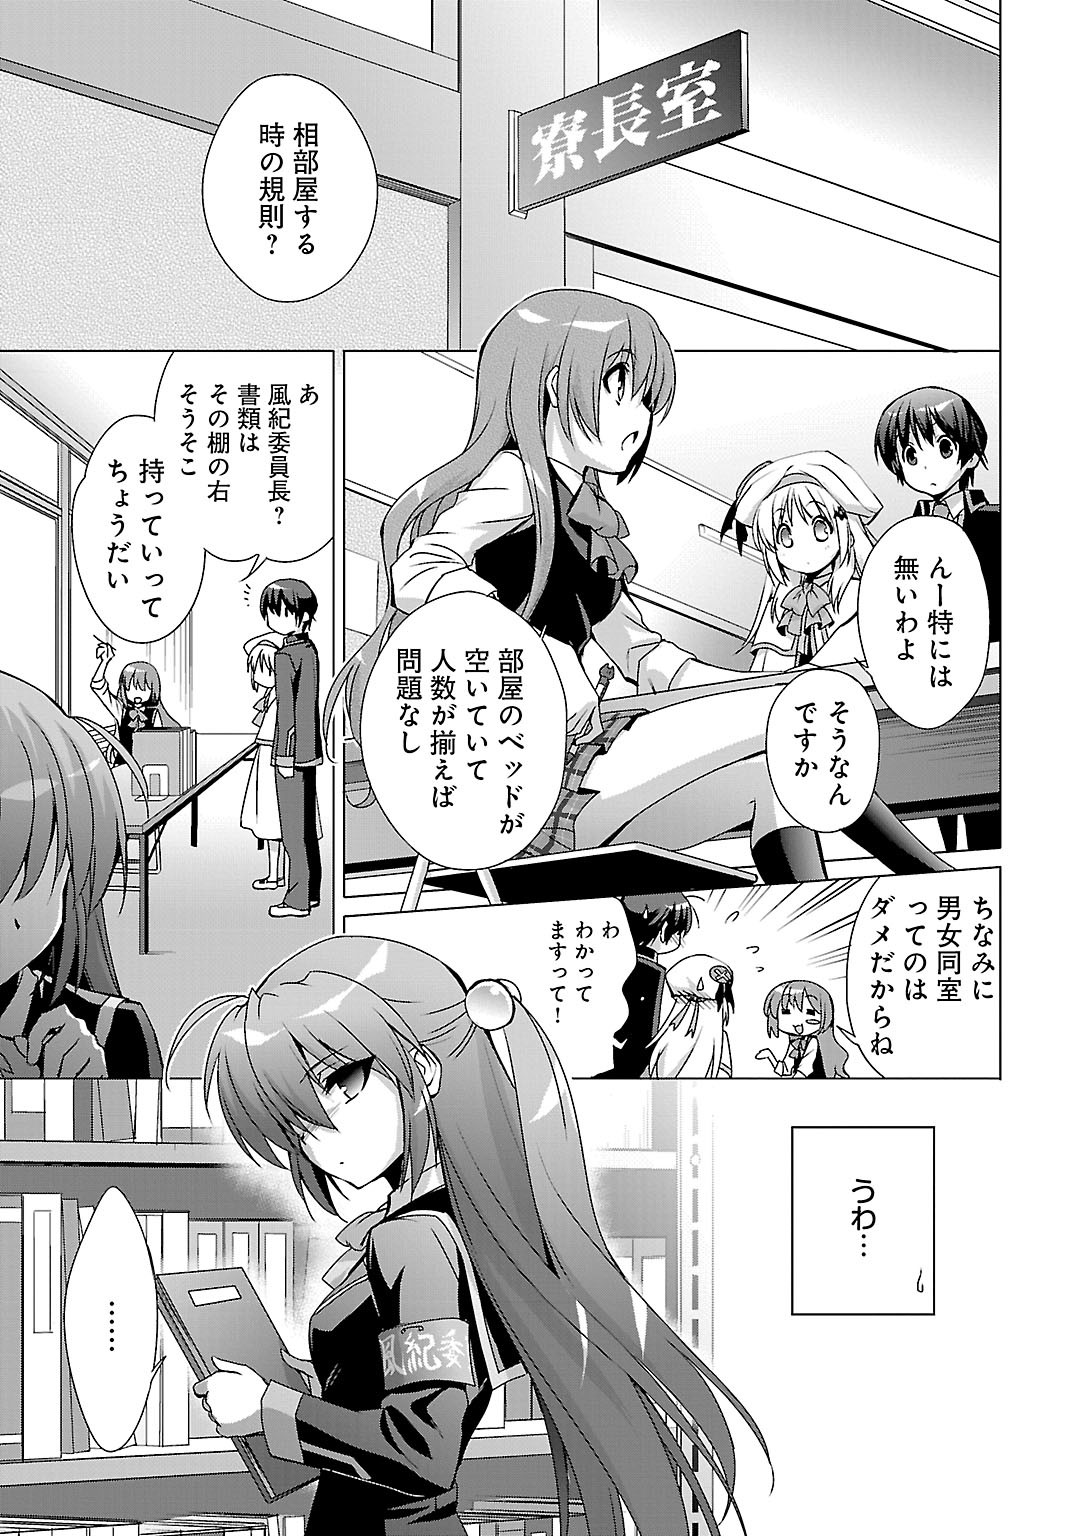 寮長室
相部屋する
時の規則?
んー特には
無いわよ
そうなん
ですか
部屋のベッドが
空いていて
人数が揃えば
問題なし
あ
風紀委員長?
書類は
その棚の右
そうそこ
持っていって
ちょうだい
ちなみに
男女同室
ってのは
ダメだからね
わ
わかって
ますって!
うわ…
……
風紀委